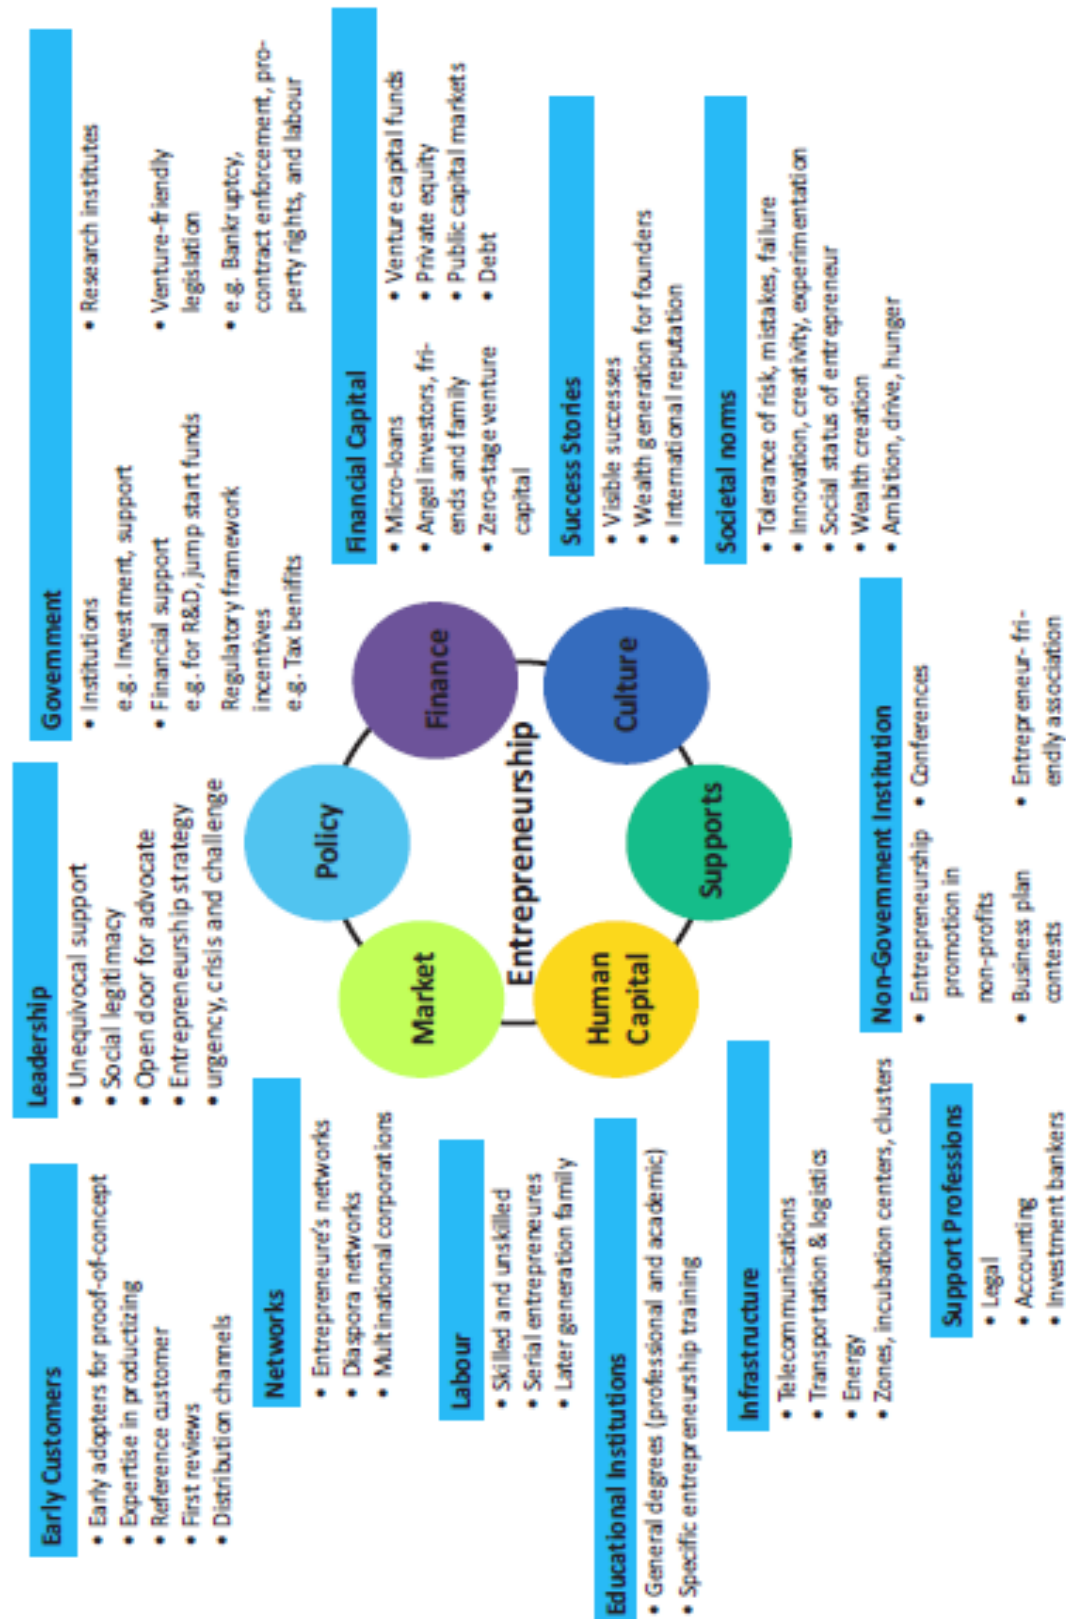 Early Customers
• Early adopters for proof-of-concept
• Expertise in productizing
• Reference customer
• First reviews
• Distribution channels
Leadership
• Unequivocal support
• Social legitimacy
• Open door for advocate
• Entrepreneurship strategy
• urgency, crisis and challenge
Government
• Institutions
e.g. Investment, support
• Financial support
e.g. for R&D, jump start funds
Regulatory framework
incentives
e.g. Tax benifits
• Research institutes
• Venture-friendly
legislation
• e.g. Bankruptcy,
contract enforcement, pro-
perty rights, and labour
Networks
• Entrepreneure's networks
• Diaspora networks
• Multinational corporations
Labour
• Skilled and unskilled
• Serial entrepreneures
• Later generation family
Educational Institutions
• General degrees (professional and academic)
• Specific entrepreneurship training
Policy
Market
Finance
Entrepreneurship
Human
Capital
Culture
Supports
Financial Capital
• Micro-loans
• Angel investors, fri-
ends and family
• Zero-stage venture
capital
• Venture capital funds
• Private equity
• Public capital markets
• Debt
Success Stories
• Visible successes
• Wealth generation for founders
• International reputation
Societal norms
• Tolerance of risk, mistakes, failure
• Innovation, creativity, experimentation
• Social status of entrepreneur
• Wealth creation
• Ambition, drive, hunger
Infrastructure
• Telecommunications
• Transportation & logistics
• Energy
• Zones, incubation centers, clusters
Support Professions
• Legal
• Accounting
• Investment bankers
Non-Government Institution
• Entrepreneurship
promotion in
non-profits
• Business plan
contests
• Conferences
• Entrepreneur- fri-
endly association